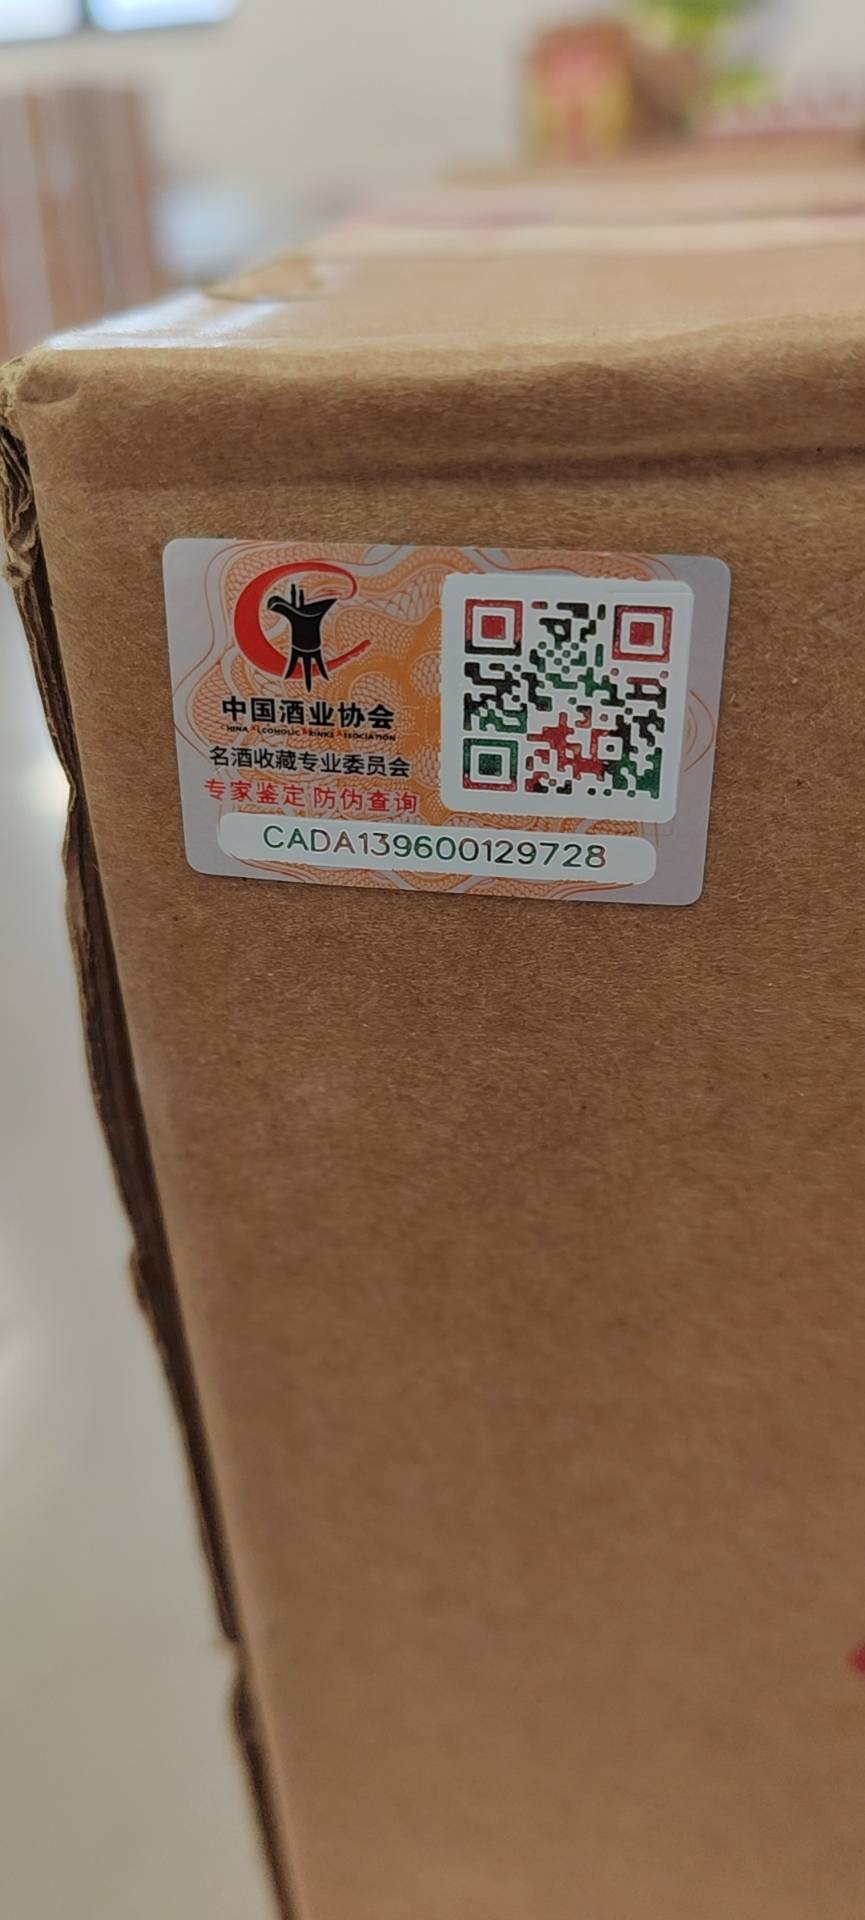 中国酒业协会
CHINA ALCOHOLIC DRINKS ASSOCIATION
名酒收藏专业委员会
专家鉴定 防伪查询
CADA139600129728